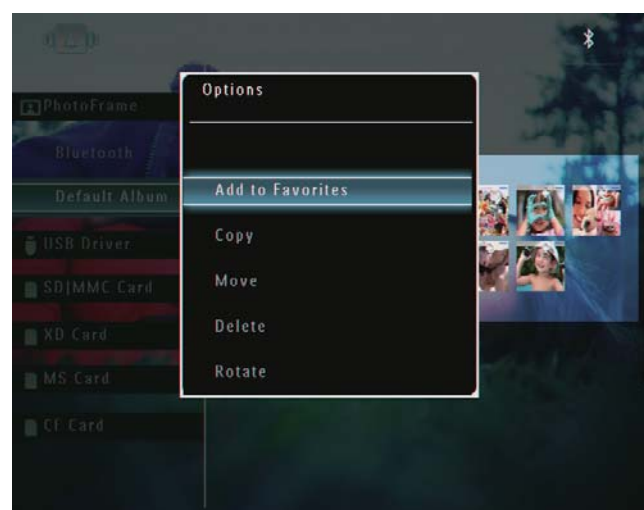 Options
PhotoFrame
Bluetooth
Default Album
USB Driver
SD|MMC Card
XD Card
MS Card
CF Card
Add to Favorites
Copy
Move
Delete
Rotate